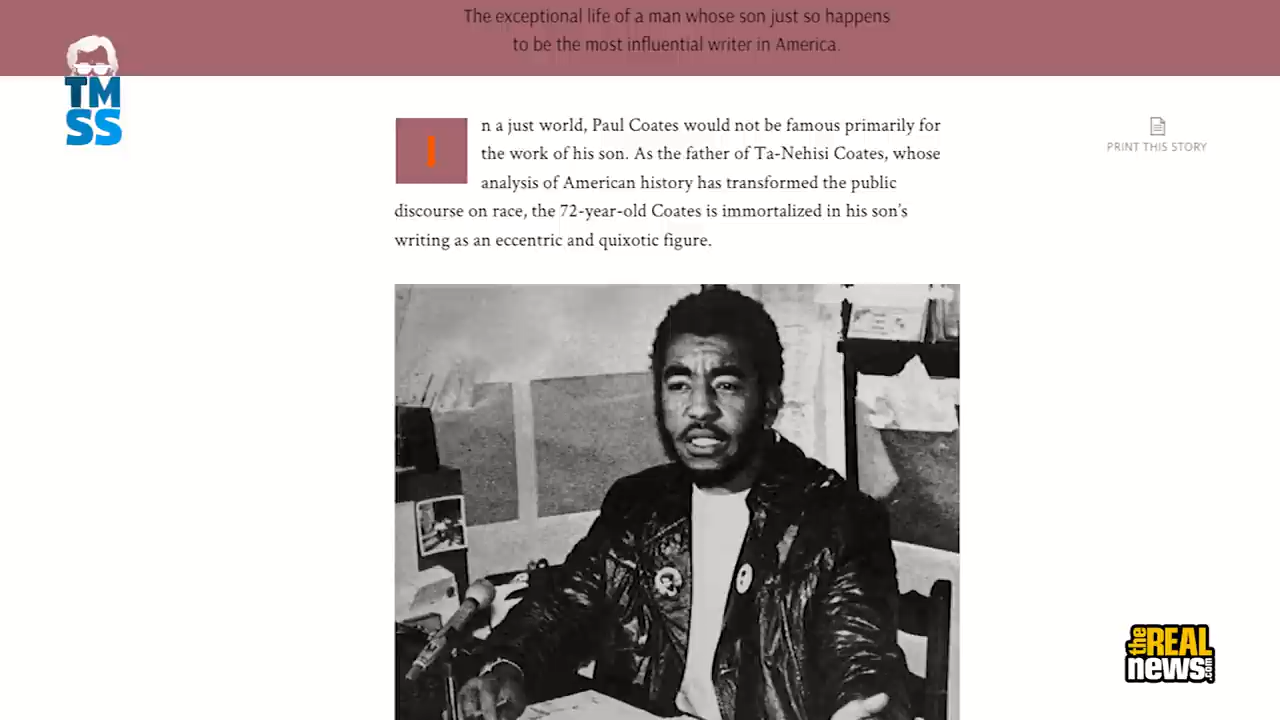 The exceptional life of a man whose son just so happens
to be the most influential writer in America.
TM
SS
In a just world, Paul Coates would not be famous primarily for
the work of his son. As the father of Ta-Nehisi Coates, whose
analysis of American history has transformed the public
discourse on race, the 72-year-old Coates is immortalized in his son's
writing as an eccentric and quixotic figure.
PRINT THIS STORY
the REAL
news.com